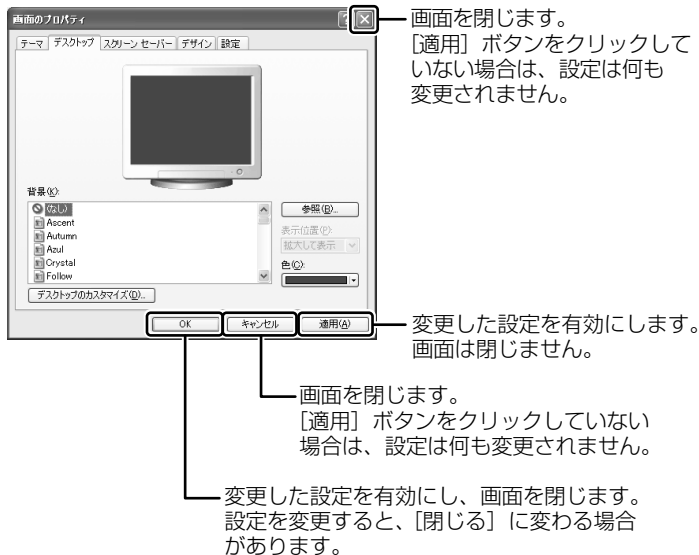 画面のプロパティ
?
テーマ デスクトップ スクリーン セーバー デザイン 設定
画面を閉じます。
［適用］ボタンをクリックして
いない場合は、設定は何も
変更されません。
背景(K):
(なし)
Ascent
Autumn
Azul
Crystal
Follow
参照(B)...
表示位置(P):
拡大して表示
色(C):
デスクトップのカスタマイズ(D)...
OK キャンセル 適用(A)
変更した設定を有効にします。
画面は閉じません。
画面を閉じます。
［適用］ボタンをクリックしていない
場合は、設定は何も変更されません。
変更した設定を有効にし、画面を閉じます。
設定を変更すると、［閉じる］に変わる場合
があります。